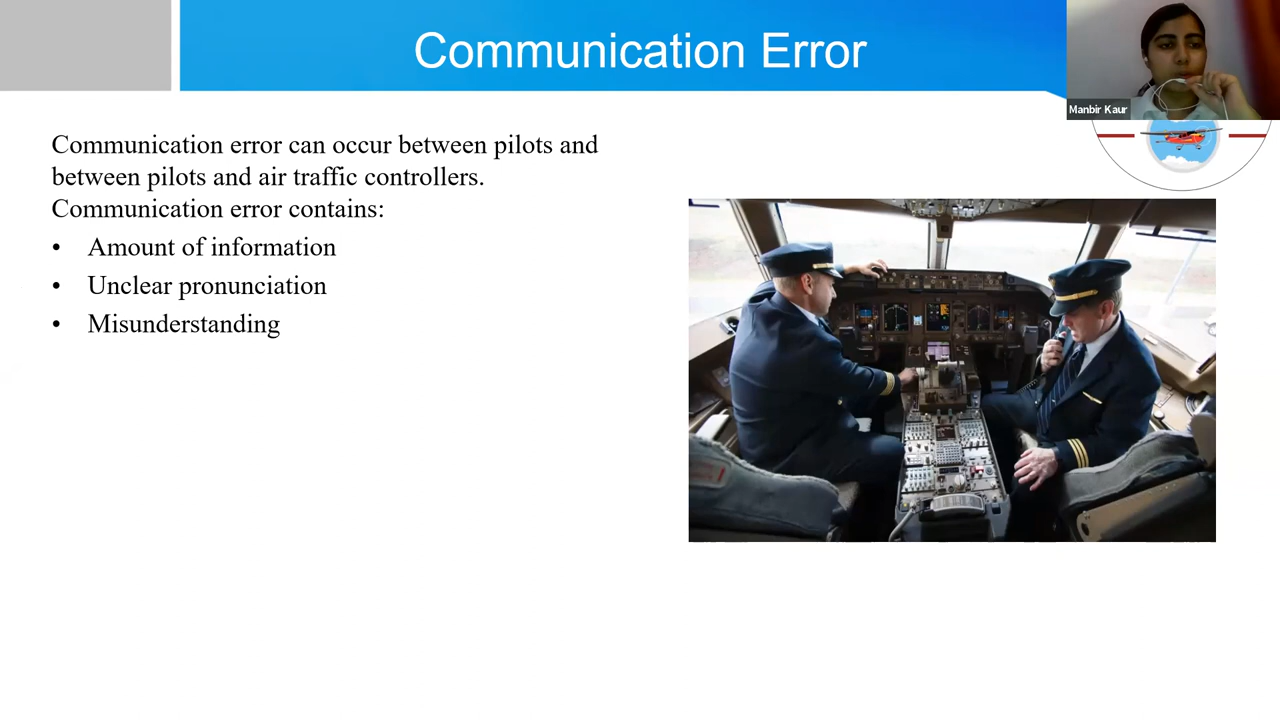 Communication Error
Manbir Kaur
Communication error can occur between pilots and
between pilots and air traffic controllers.
Communication error contains:
• Amount of information
• Unclear pronunciation
• Misunderstanding